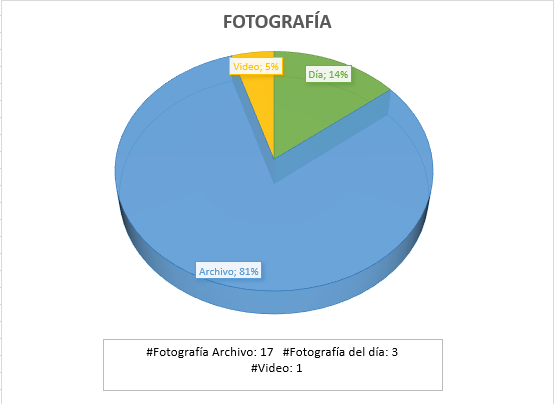 FOTOGRAFÍA
Video; 5%
Día; 14%
Archivo; 81%
#Fotografía Archivo: 17 #Fotografía del día: 3
#Video: 1